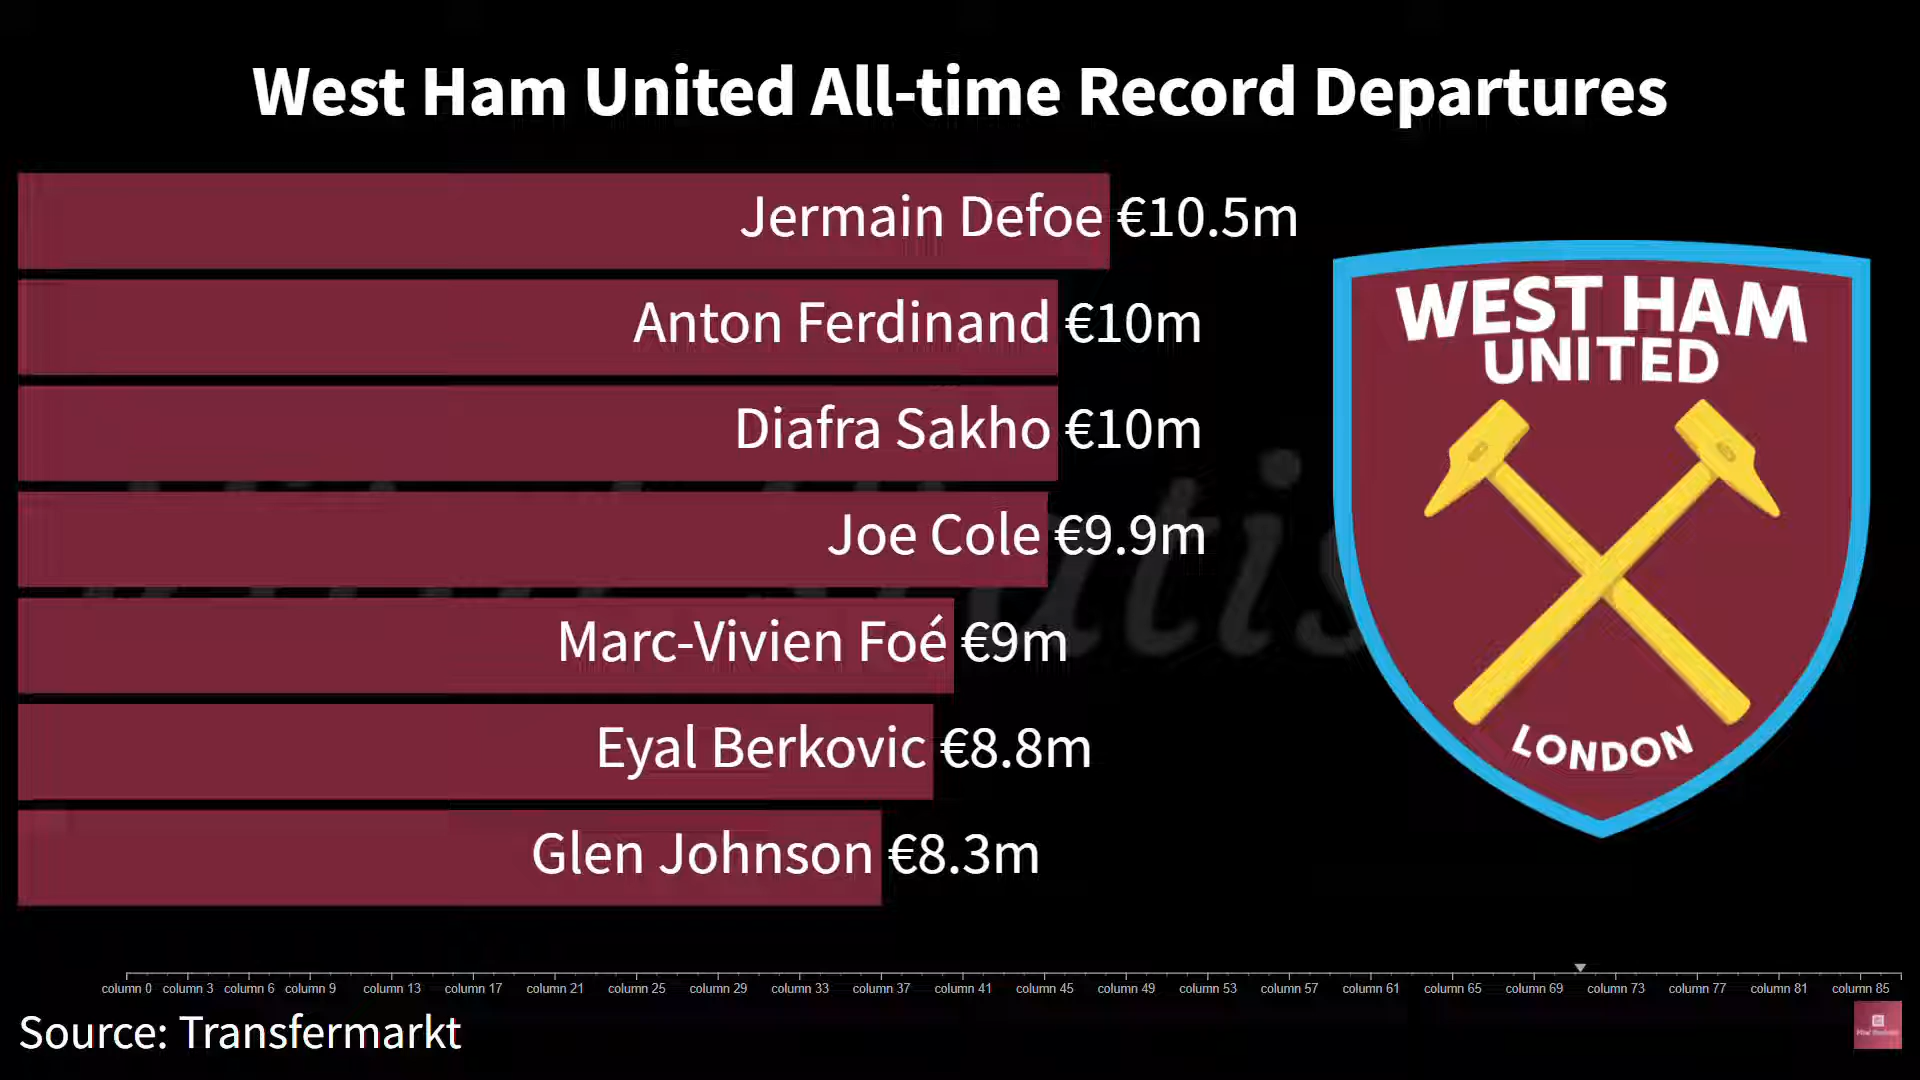 West Ham United All-time Record Departures
Jermain Defoe €10.5m
Anton Ferdinand €10m
Diafra Sakho €10m
Joe Cole €9.9m
Marc-Vivien Foé €9m
Eyal Berkovic €8.8m
Glen Johnson €8.3m
WEST HAM
UNITED
LONDON
column 0 column 3 column 6 column 9 column 13 column 17 column 21 column 25 column 29 column 33 column 37 column 41 column 45 column 49 column 53 column 57 column 61 column 65 column 69 column 73 column 77 column 81 column 85
Source: Transfermarkt